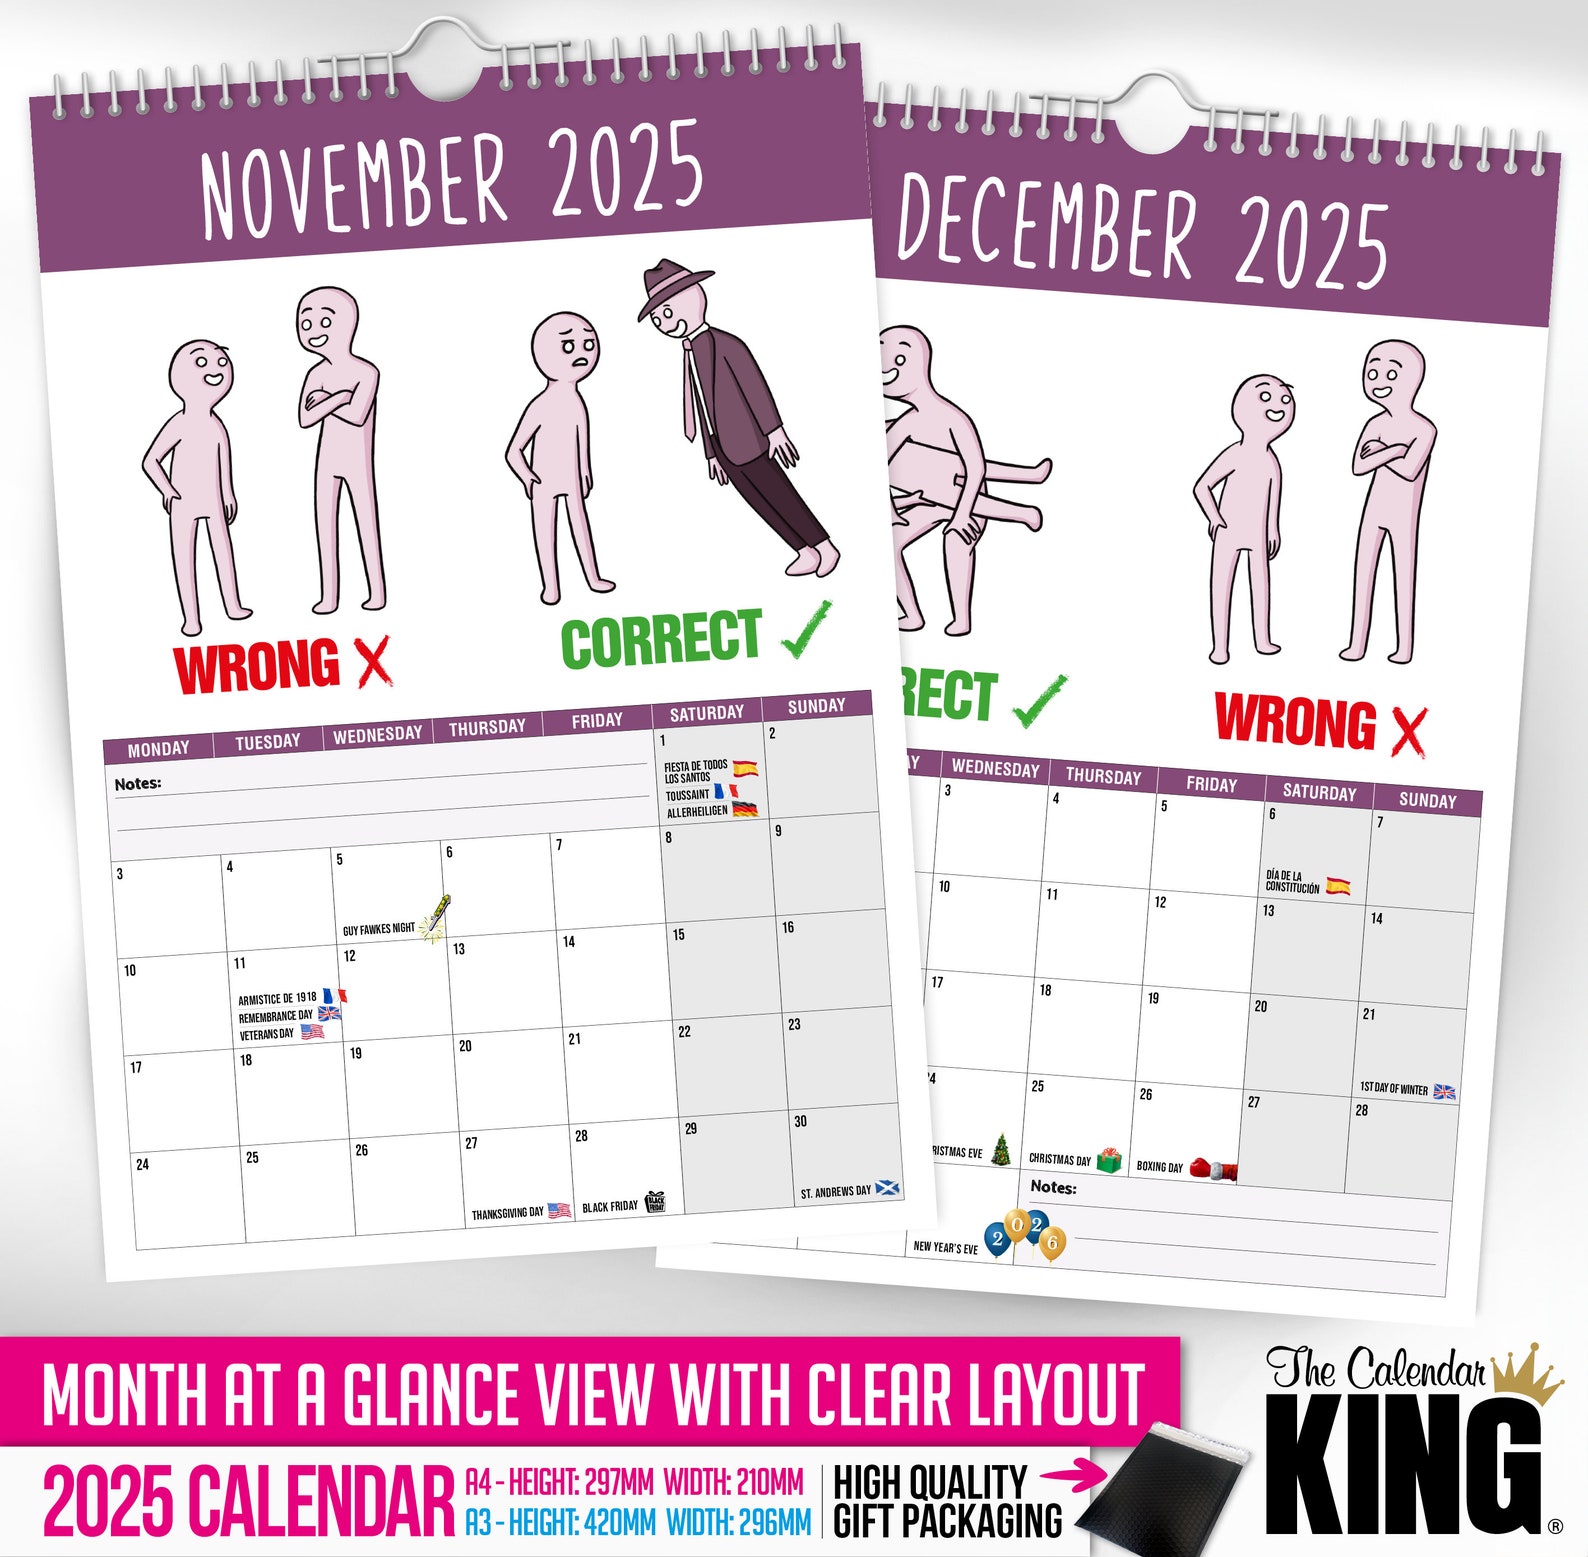 NOVEMBER 2025
WRONG X
CORRECT ✓
MONDAY TUESDAY WEDNESDAY THURSDAY FRIDAY SATURDAY SUNDAY
Notes:
1 2
FIESTA DE TODOS
LOS SANTOS
TOUSSAINT
ALLERHEILIGEN
3 4 5 6 7 8 9
GUY FAWKES NIGHT
10 11 12 13 14 15 16
ARMISTICE DE 1918
REMEMBRANCE DAY
VETERANS DAY
17 18 19 20 21 22 23
24 25 26 27 28 29 30
THANKSGIVING DAY
BLACK FRIDAY
BLACK
FRIDAY
ST. ANDREWS DAY
DECEMBER 2025
RECT ✓
WRONG X
AY WEDNESDAY THURSDAY FRIDAY SATURDAY SUNDAY
3 4 5 6 7
DÍA DE LA
CONSTITUCIÓN
10 11 12 13 14
17 18 19 20 21
1ST DAY OF WINTER
24 25 26 27 28
RISTMAS EVE
CHRISTMAS DAY
BOXING DAY
Notes:
NEW YEAR'S EVE
2026
MONTH AT A GLANCE VIEW WITH CLEAR LAYOUT
2025 CALENDAR
A4 - HEIGHT: 297MM WIDTH: 210MM
A3 - HEIGHT: 420MM WIDTH: 296MM
HIGH QUALITY
GIFT PACKAGING
The Calendar
KING®